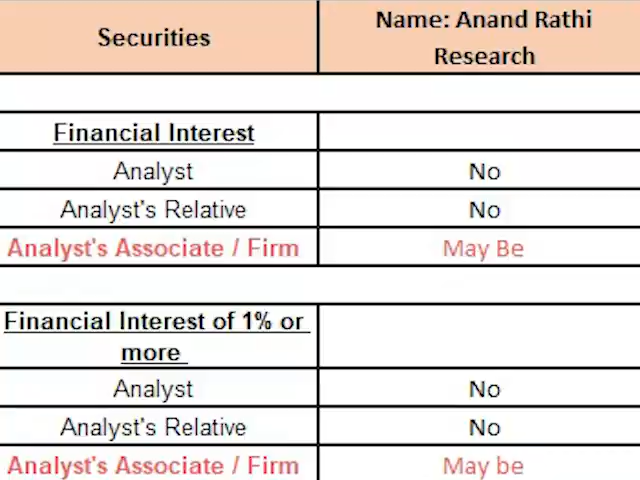 Securities
Name: Anand Rathi
Research
Financial Interest
Analyst No
Analyst's Relative No
Analyst's Associate / Firm May Be
Financial Interest of 1% or
more
Analyst No
Analyst's Relative No
Analyst's Associate / Firm May be